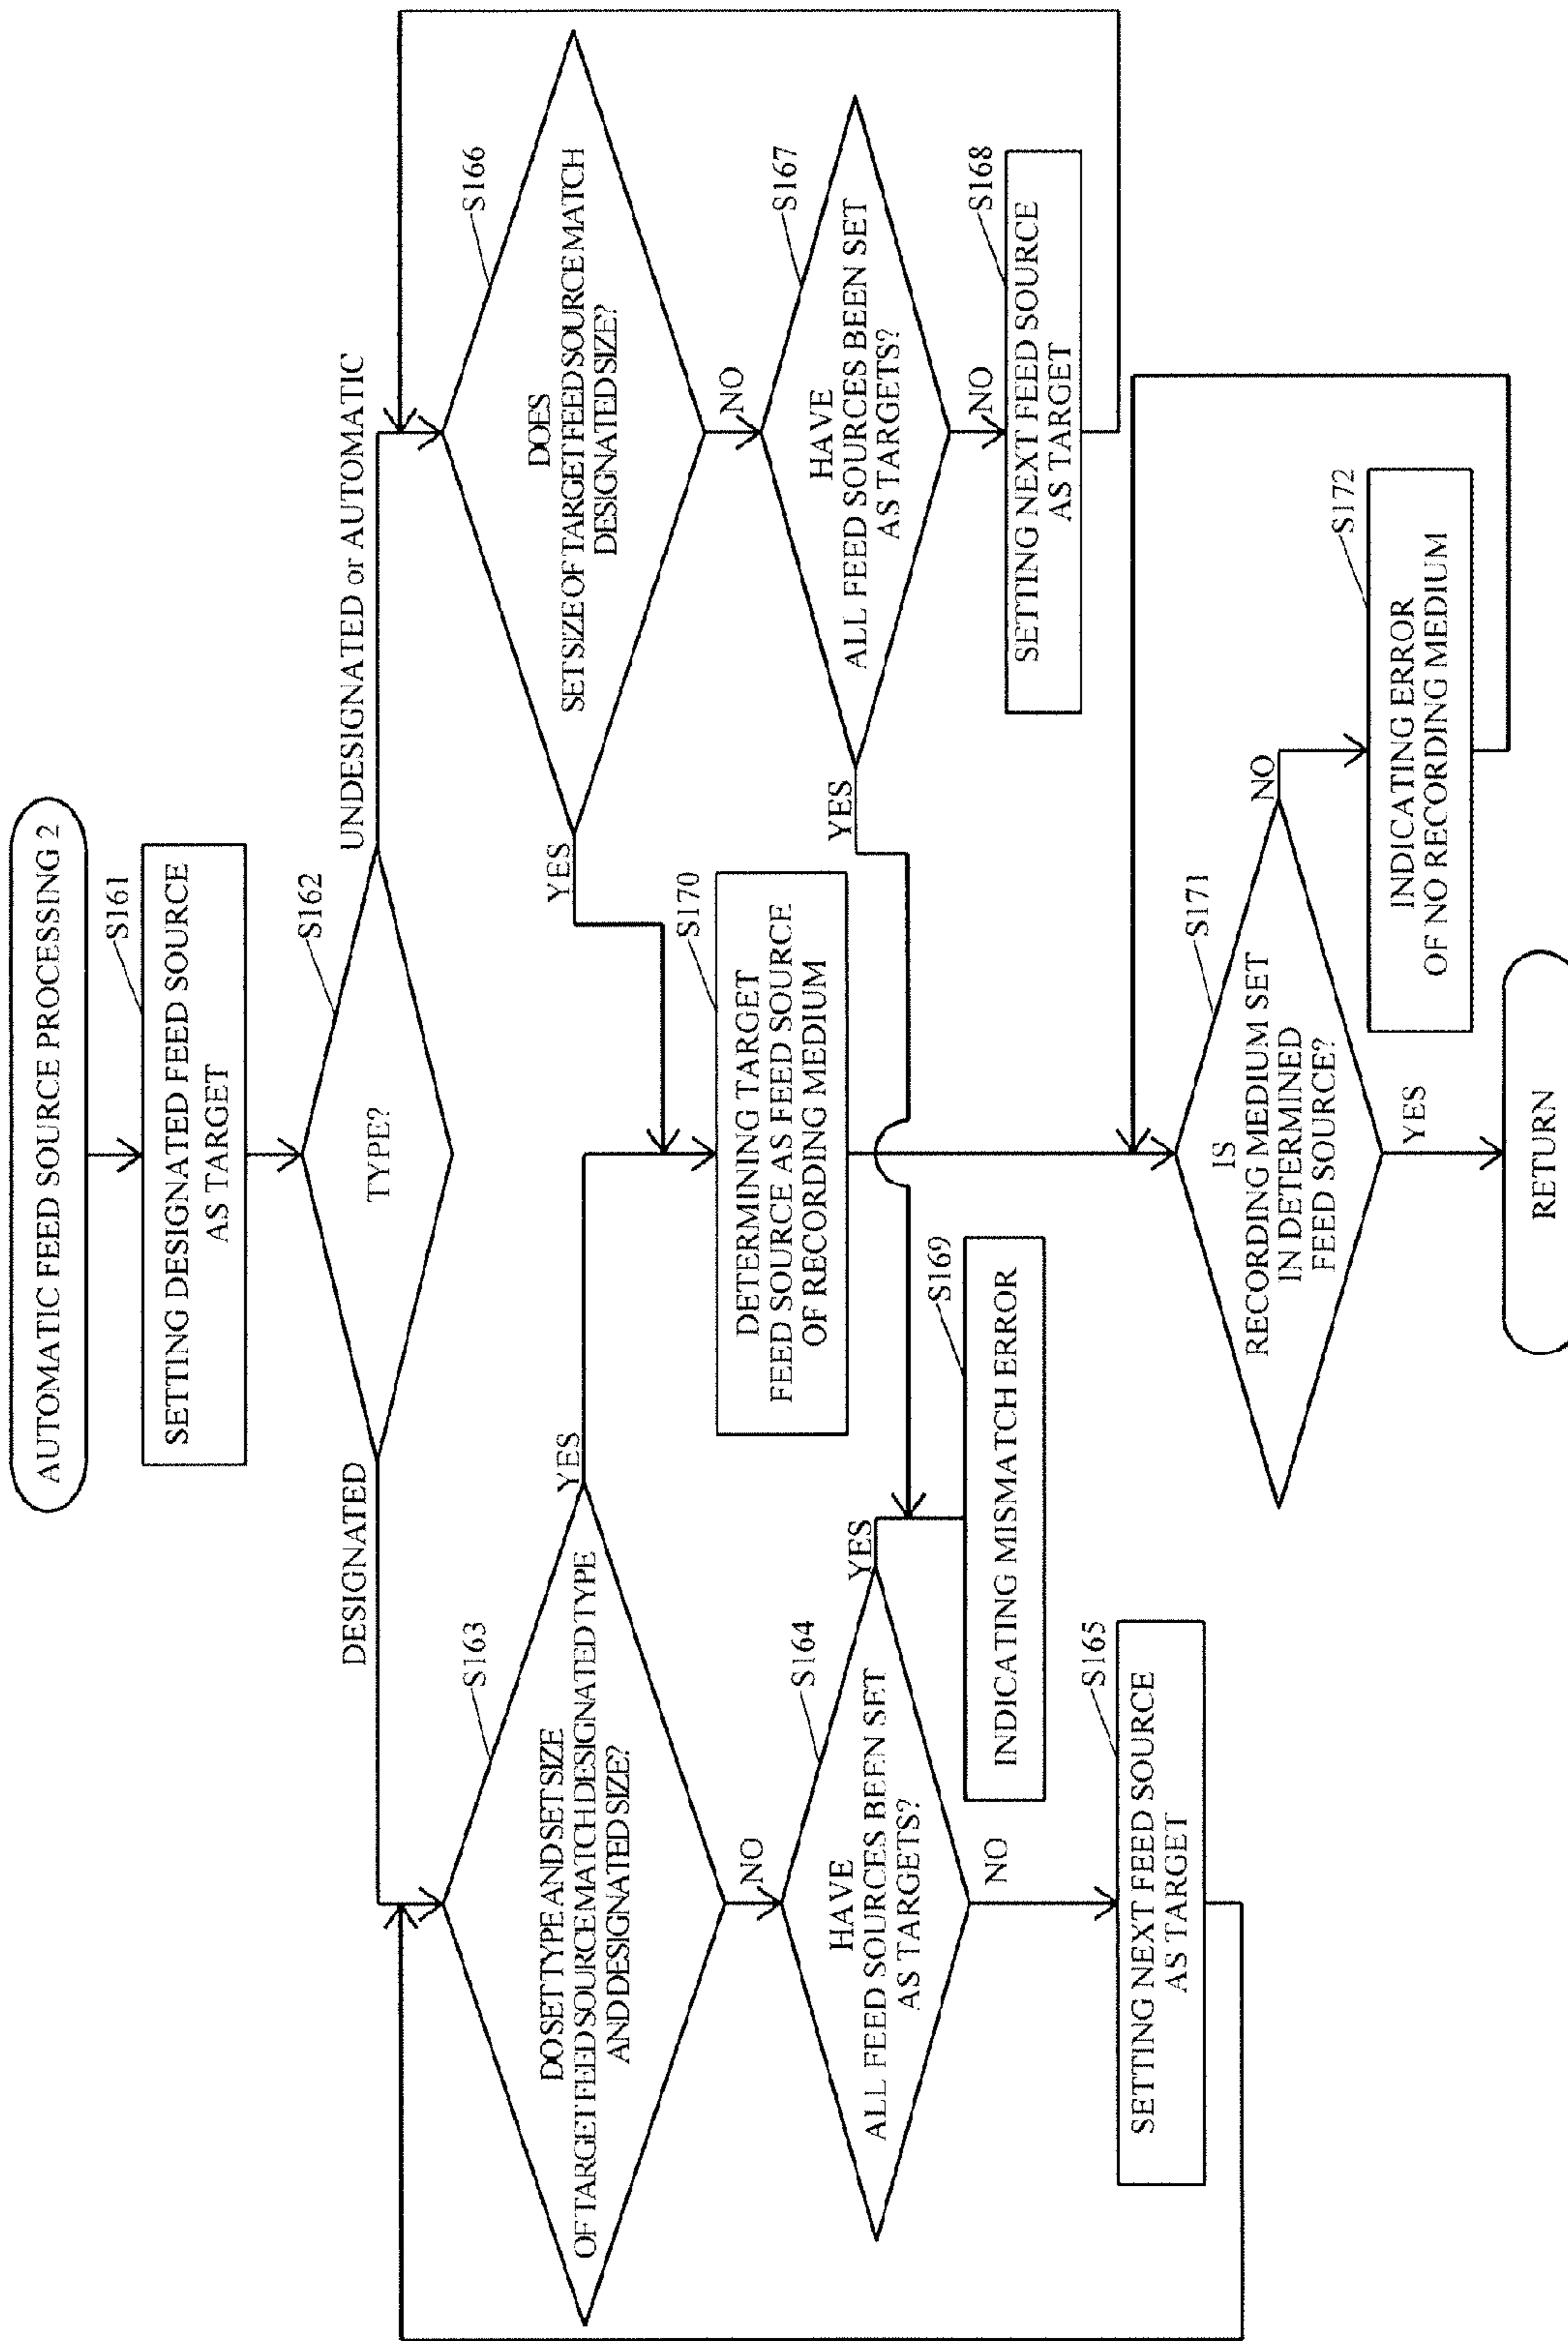 AUTOMATIC FEED SOURCE PROCESSING 2
S161
SETTING DESIGNATED FEED SOURCE
AS TARGET
S162
TYPE?
DESIGNATED
UNDESIGNATED or AUTOMATIC
S163
DO SET TYPE AND SET SIZE
OF TARGET FEED SOURCE MATCH DESIGNATED TYPE
AND DESIGNATED SIZE?
YES
NO
S164
HAVE
ALL FEED SOURCES BEEN SET
AS TARGETS?
YES
NO
S165
SETTING NEXT FEED SOURCE
AS TARGET
S166
DOES
SET SIZE OF TARGET FEED SOURCE MATCH
DESIGNATED SIZE?
YES
NO
S167
HAVE
ALL FEED SOURCES BEEN SET
AS TARGETS?
YES
NO
S168
SETTING NEXT FEED SOURCE
AS TARGET
S169
INDICATING MISMATCH ERROR
S170
DETERMINING TARGET
FEED SOURCE AS FEED SOURCE
OF RECORDING MEDIUM
S171
IS
RECORDING MEDIUM SET
IN DETERMINED
FEED SOURCE?
NO
YES
S172
INDICATING ERROR
OF NO RECORDING MEDIUM
RETURN